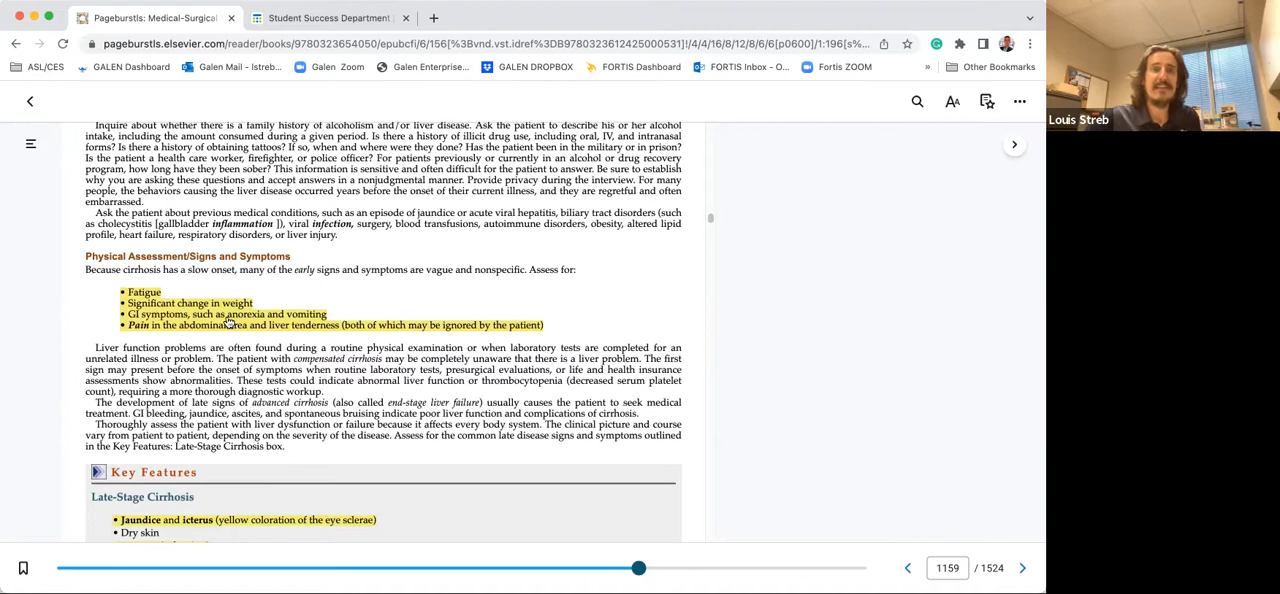 Pageburstls: Medical-Surgical
Student Success Department
pageburstls.elsevier.com/reader/books/9780323654050/epubcfi/6/156[%3Bvnd.vst.idref%3DB9780323612425000531]!/4/4/16/8/12/8/6/6[p0600]/1:196[s%...
ASL/CES
GALEN Dashboard
Galen Mail - lstreb...
Galen Zoom
Galen Enterprise...
GALEN DROPBOX
FORTIS Dashboard
FORTIS Inbox - O...
Fortis ZOOM
»
Other Bookmarks
Louis Streb
AA
Inquire about whether there is a family history of alcoholism and/or liver disease. Ask the patient to describe his or her alcohol
intake, including the amount consumed during a given period. Is there a history of illicit drug use, including oral, IV, and intranasal
forms? Is there a history of obtaining tattoos? If so, when and where were they done? Has the patient been in the military or in prison?
Is the patient a health care worker, firefighter, or police officer? For patients previously or currently in an alcohol or drug recovery
program, how long have they been sober? This information is sensitive and often difficult for the patient to answer. Be sure to establish
why you are asking these questions and accept answers in a nonjudgmental manner. Provide privacy during the interview. For many
people, the behaviors causing the liver disease occurred years before the onset of their current illness, and they are regretful and often
embarrassed.
Ask the patient about previous medical conditions, such as an episode of jaundice or acute viral hepatitis, biliary tract disorders (such
as cholecystitis [gallbladder inflammation ]), viral infection, surgery, blood transfusions, autoimmune disorders, obesity, altered lipid
profile, heart failure, respiratory disorders, or liver injury.
Physical Assessment/Signs and Symptoms
Because cirrhosis has a slow onset, many of the early signs and symptoms are vague and nonspecific. Assess for:
• Fatigue
• Significant change in weight
• GI symptoms, such as anorexia and vomiting
• Pain in the abdominal area and liver tenderness (both of which may be ignored by the patient)
Liver function problems are often found during a routine physical examination or when laboratory tests are completed for an
unrelated illness or problem. The patient with compensated cirrhosis may be completely unaware that there is a liver problem. The first
sign may present before the onset of symptoms when routine laboratory tests, presurgical evaluations, or life and health insurance
assessments show abnormalities. These tests could indicate abnormal liver function or thrombocytopenia (decreased serum platelet
count), requiring a more thorough diagnostic workup.
The development of late signs of advanced cirrhosis (also called end-stage liver failure) usually causes the patient to seek medical
treatment. GI bleeding, jaundice, ascites, and spontaneous bruising indicate poor liver function and complications of cirrhosis.
Thoroughly assess the patient with liver dysfunction or failure because it affects every body system. The clinical picture and course
vary from patient to patient, depending on the severity of the disease. Assess for the common late disease signs and symptoms outlined
in the Key Features: Late-Stage Cirrhosis box.
Key Features
Late-Stage Cirrhosis
• Jaundice and icterus (yellow coloration of the eye sclerae)
• Dry skin
1159 / 1524